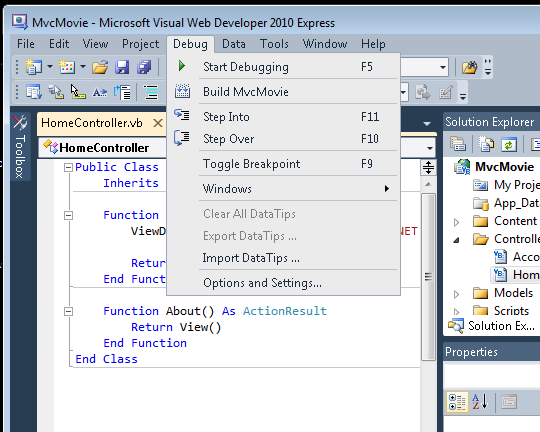 MvcMovie - Microsoft Visual Web Developer 2010 Express
File Edit View Project Debug Data Tools Window Help
Start Debugging F5
Build MvcMovie
Step Into F11
Step Over F10
Toggle Breakpoint F9
Windows
Clear All DataTips
Export DataTips ...
Import DataTips ...
Options and Settings...
Toolbox
HomeController.vb
HomeController
Public Class
Inherits
Function
ViewD
NET
Retur
End Funct
Function About() As ActionResult
Return View()
End Function
End Class
Solution Explorer
MvcMovie
My Proje
App_Data
Content
Controlle
Acco
Hom
Models
Scripts
Solution Ex...
Properties